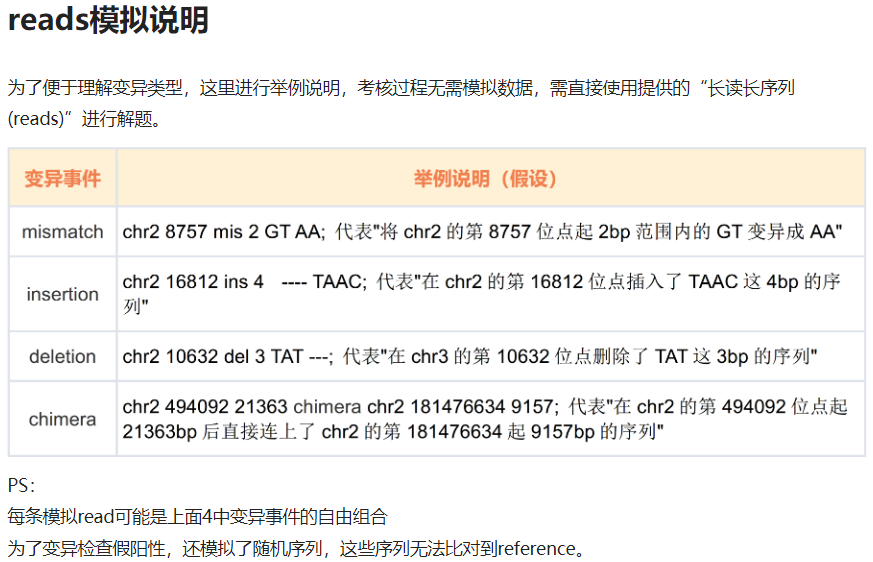 reads模拟说明
为了便于理解变异类型，这里进行举例说明，考核过程无需模拟数据，需直接使用提供的“长读长序列
(reads)”进行解题。
变异事件 举例说明（假设）
mismatch chr2 8757 mis 2 GT AA; 代表"将 chr2 的第 8757 位点起 2bp 范围内的 GT 变异成 AA"
insertion chr2 16812 ins 4 ---- TAAC; 代表"在 chr2 的第 16812 位点插入了 TAAC 这 4bp 的序
列"
deletion chr2 10632 del 3 TAT ---; 代表"在 chr3 的第 10632 位点删除了 TAT 这 3bp 的序列"
chimera chr2 494092 21363 chimera chr2 181476634 9157; 代表"在 chr2 的第 494092 位点起
21363bp 后直接连上了 chr2 的第 181476634 起 9157bp 的序列"
PS：
每条模拟read可能是上面4中变异事件的自由组合
为了变异检查假阳性，还模拟了随机序列，这些序列无法比对到reference。